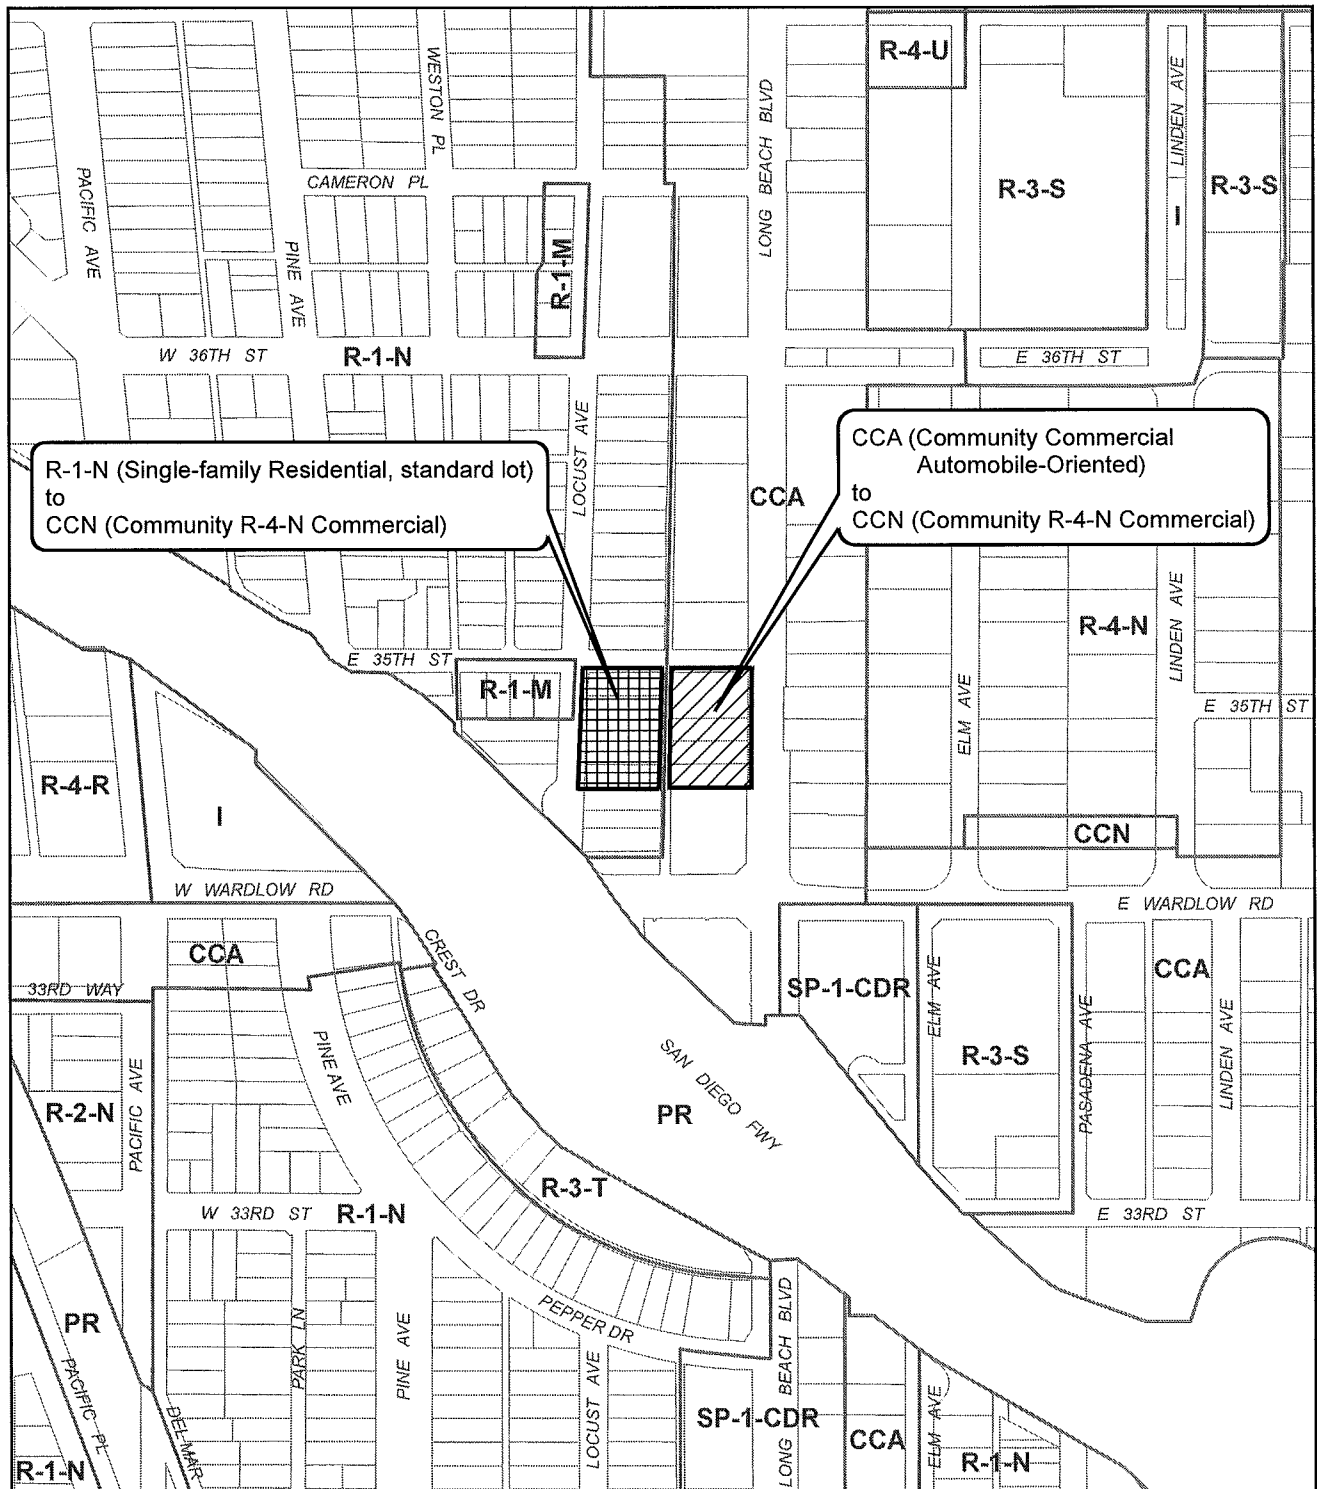 R-4-U
WESTON PL
LONG BEACH BLVD
LINDEN AVE
CAMERON PL
PACIFIC AVE
R-3-S
R-3-S
I
R-1-M
PINE AVE
W 36TH ST
R-1-N
E 36TH ST
LOCUST AVE
R-1-N (Single-family Residential, standard lot)
to
CCN (Community R-4-N Commercial)
CCA (Community Commercial
Automobile-Oriented)
to
CCN (Community R-4-N Commercial)
CCA
LINDEN AVE
R-4-N
E 35TH ST
R-1-M
ELM AVE
E 35TH ST
R-4-R
I
CCN
W WARDLOW RD
E WARDLOW RD
CCA
CREST DR
33RD WAY
SP-1-CDR
ELM AVE
CCA
PINE AVE
SAN DIEGO FWY
R-3-S
PASADENA AVE
LINDEN AVE
R-2-N
PACIFIC AVE
PR
R-3-T
W 33RD ST
R-1-N
E 33RD ST
PR
PARK LN
PINE AVE
PEPPER DR
LONG BEACH BLVD
PACIFIC PL
DEL MAR
LOCUST AVE
SP-1-CDR
CCA
ELM AVE
R-1-N
R-1-N